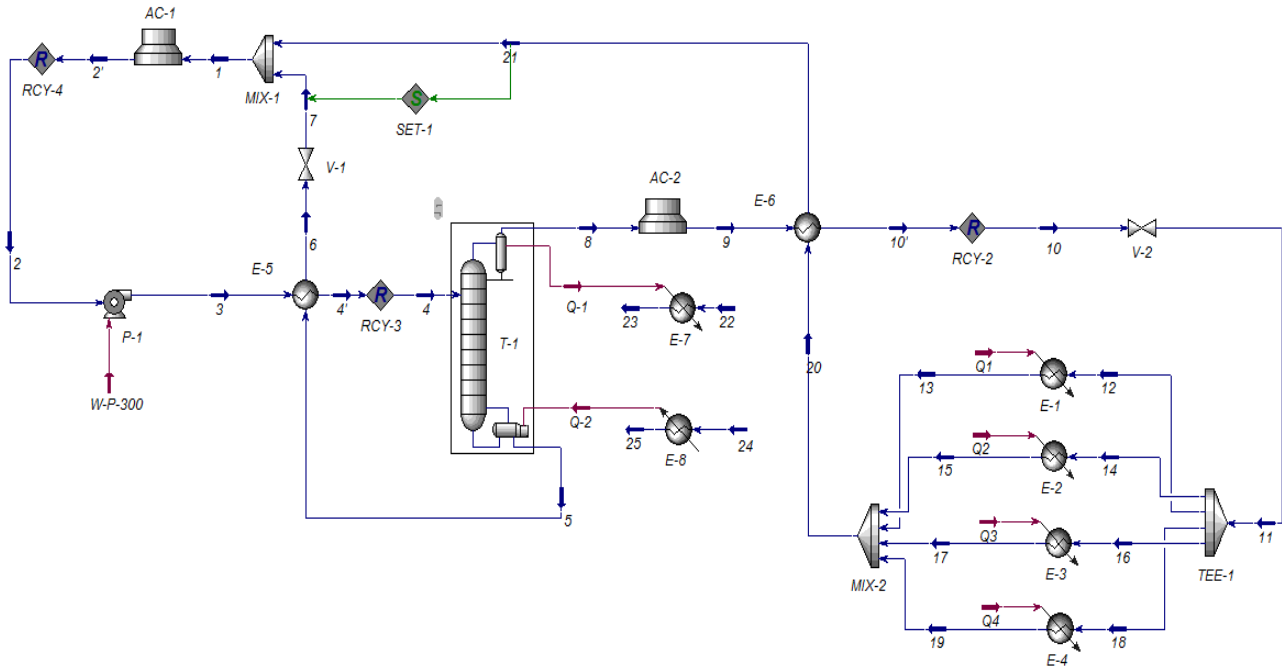 AC-1
R
RCY-4
2'
1
MIX-1
21
7
S
SET-1
V-1
6
2
E-5
P-1
3
W-P-300
4'
R
RCY-3
4
T-1
5
8
AC-2
9
E-6
10'
R
RCY-2
10
V-2
Q-1
23
22
E-7
Q-2
25
24
E-8
20
13
Q1
12
E-1
15
Q2
14
E-2
17
Q3
16
E-3
MIX-2
TEE-1
11
19
Q4
18
E-4